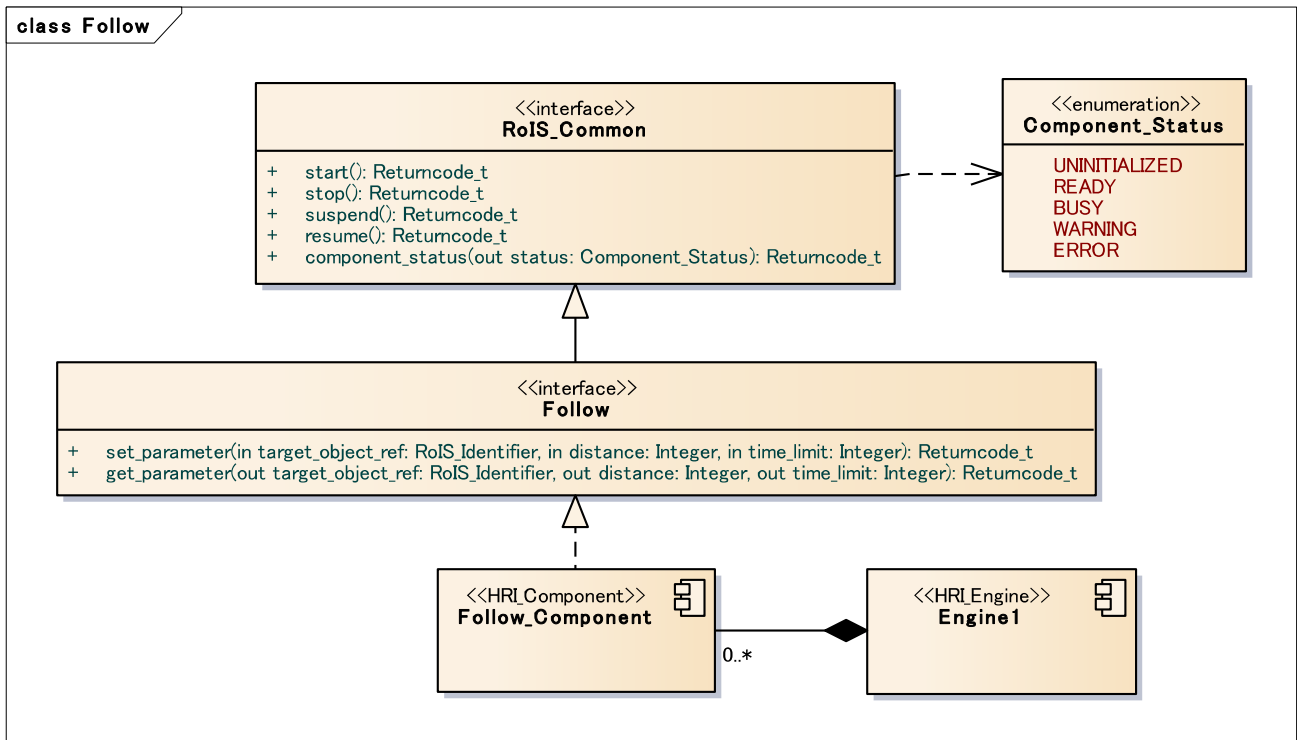 class Follow
<<interface>>
RoIS_Common
+ start(): Returncode_t
+ stop(): Returncode_t
+ suspend(): Returncode_t
+ resume(): Returncode_t
+ component_status(out status: Component_Status): Returncode_t
<<enumeration>>
Component_Status
UNINITIALIZED
READY
BUSY
WARNING
ERROR
<<interface>>
Follow
+ set_parameter(in target_object_ref: RoIS_Identifier, in distance: Integer, in time_limit: Integer): Returncode_t
+ get_parameter(out target_object_ref: RoIS_Identifier, out distance: Integer, out time_limit: Integer): Returncode_t
<<HRI_Component>>
Follow_Component
0..*
<<HRI_Engine>>
Engine1